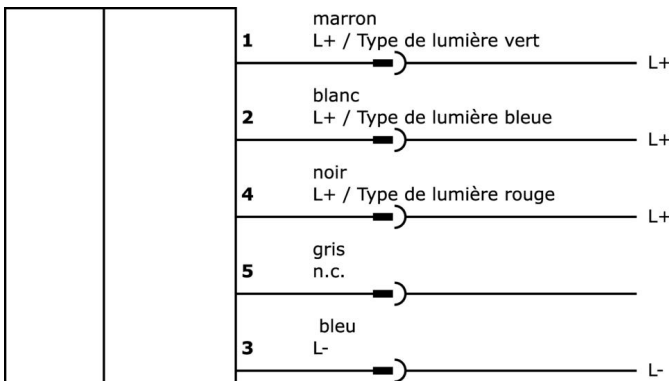 marron
1 L+ / Type de lumière vert
L+
blanc
2 L+ / Type de lumière bleue
L+
noir
4 L+ / Type de lumière rouge
L+
gris
5 n.c.
bleu
3 L-
L-